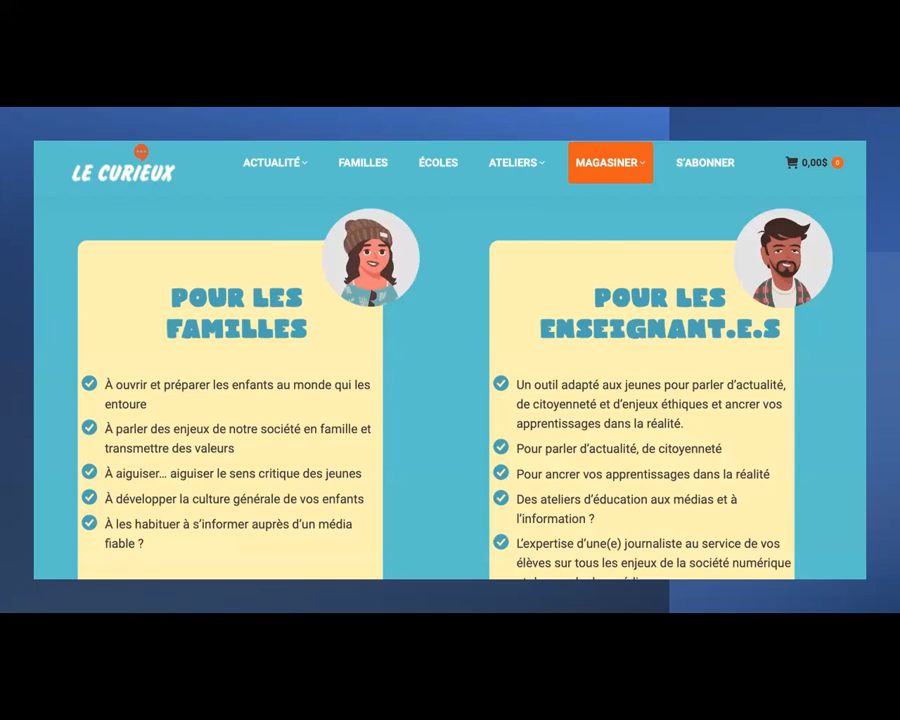 LE CURIEUX
ACTUALITÉ
FAMILLES
ÉCOLES
ATELIERS
MAGASINER
S'ABONNER
0,00$ 0
POUR LES
FAMILLES
À ouvrir et préparer les enfants au monde qui les
entoure
À parler des enjeux de notre société en famille et
transmettre des valeurs
À aiguiser… aiguiser le sens critique des jeunes
À développer la culture générale de vos enfants
À les habituer à s'informer auprès d'un média
fiable ?
POUR LES
ENSEIGNANT.E.S
Un outil adapté aux jeunes pour parler d'actualité,
de citoyenneté et d'enjeux éthiques et ancrer vos
apprentissages dans la réalité.
Pour parler d'actualité, de citoyenneté
Pour ancrer vos apprentissages dans la réalité
Des ateliers d'éducation aux médias et à
l'information ?
L'expertise d'une(e) journaliste au service de vos
élèves sur tous les enjeux de la société numérique